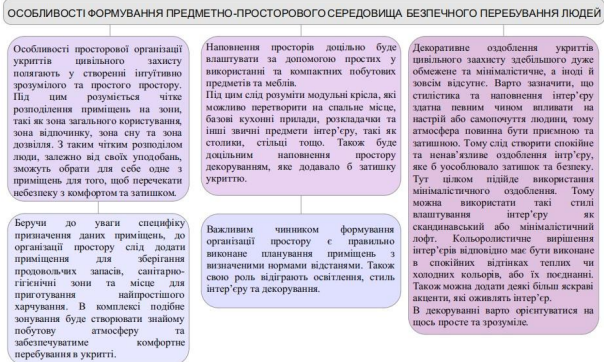 ОСОБЛИВОСТІ ФОРМУВАННЯ ПРЕДМЕТНО-ПРОСТОРОВОГО СЕРЕДОВИЩА БЕЗПЕЧНОГО ПЕРЕБУВАННЯ ЛЮДЕЙ
Особливості просторової організації
укриттів цивільного захисту
полягають у створенні інтуїтивно
зрозумілого та простого простору.
Під цим розуміється чітке
розподілення приміщень на зони,
такі як зона загального користування,
зона відпочинку, зона сну та зона
дозвілля. З таким чітким розподілом
люди, залежно від своїх уподобань,
зможуть обрати для себе одне з
приміщень для того, щоб перечекати
небезпеку з комфортом та затишком.
Беручи до уваги специфіку
призначення даних приміщень, до
організації простору слід додати
приміщення для зберігання
продовольчих запасів, санітарно-
гігієнічні зони та місце для
приготування найпростішого
харчування. В комплексі подібне
зонування буде створювати знайому
побутову атмосферу та
забезпечуватиме комфортне
перебування в укритті.
Наповнення просторів доцільно буде
влаштувати за допомогою простих у
використанні та компактних побутових
предметів та меблів.
Під цим слід розуміти модульні крісла, які
можливо перетворити на спальне місце,
базові кухонні прилади, розкладачки та
інші звичні предмети інтер'єру, такі як
столики, стільці тощо. Також буде
доцільним наповнення простору
декоруванням, яке додавало б затишку
укриттю.
Важливим чинником формування
організації простору є правильно
виконане планування приміщень з
визначеними нормами відстанями. Також
свою роль відіграють освітлення, стиль
інтер'єру та декорування.
Декоративне оздоблення укриттів
цивільного заахисту здебільшого дуже
обмежене та мінімалістичне, а іноді й
зовсім відсутнє. Варто зазначити, що
стилістика та наповнення інтер'єру
здатна певним чином впливати на
настрій або самопочуття людини, тому
атмосфера повинна бути приємною та
затишною. Тому слід створити спокійне
та ненав'язливе оздоблення інтр'єру,
яке б уособлювало затишок та безпеку.
Тут цілком підійде використання
мінімалістичного оздоблення. Тому
можна використати такі стилі
влаштування інтер'єру як
скандинавський або мінімалістичний
лофт. Кольоролистичне вирішення
інтер'єрів відповідно має бути виконане
в спокійних відтінках теплих чи
холодних кольорів, або їх поєднанні.
Також можна додати деякі більш яскраві
акценти, які оживлять інтер'єр.
В декоруванні варто орієнтуватися на
щось просте та зрозуміле.